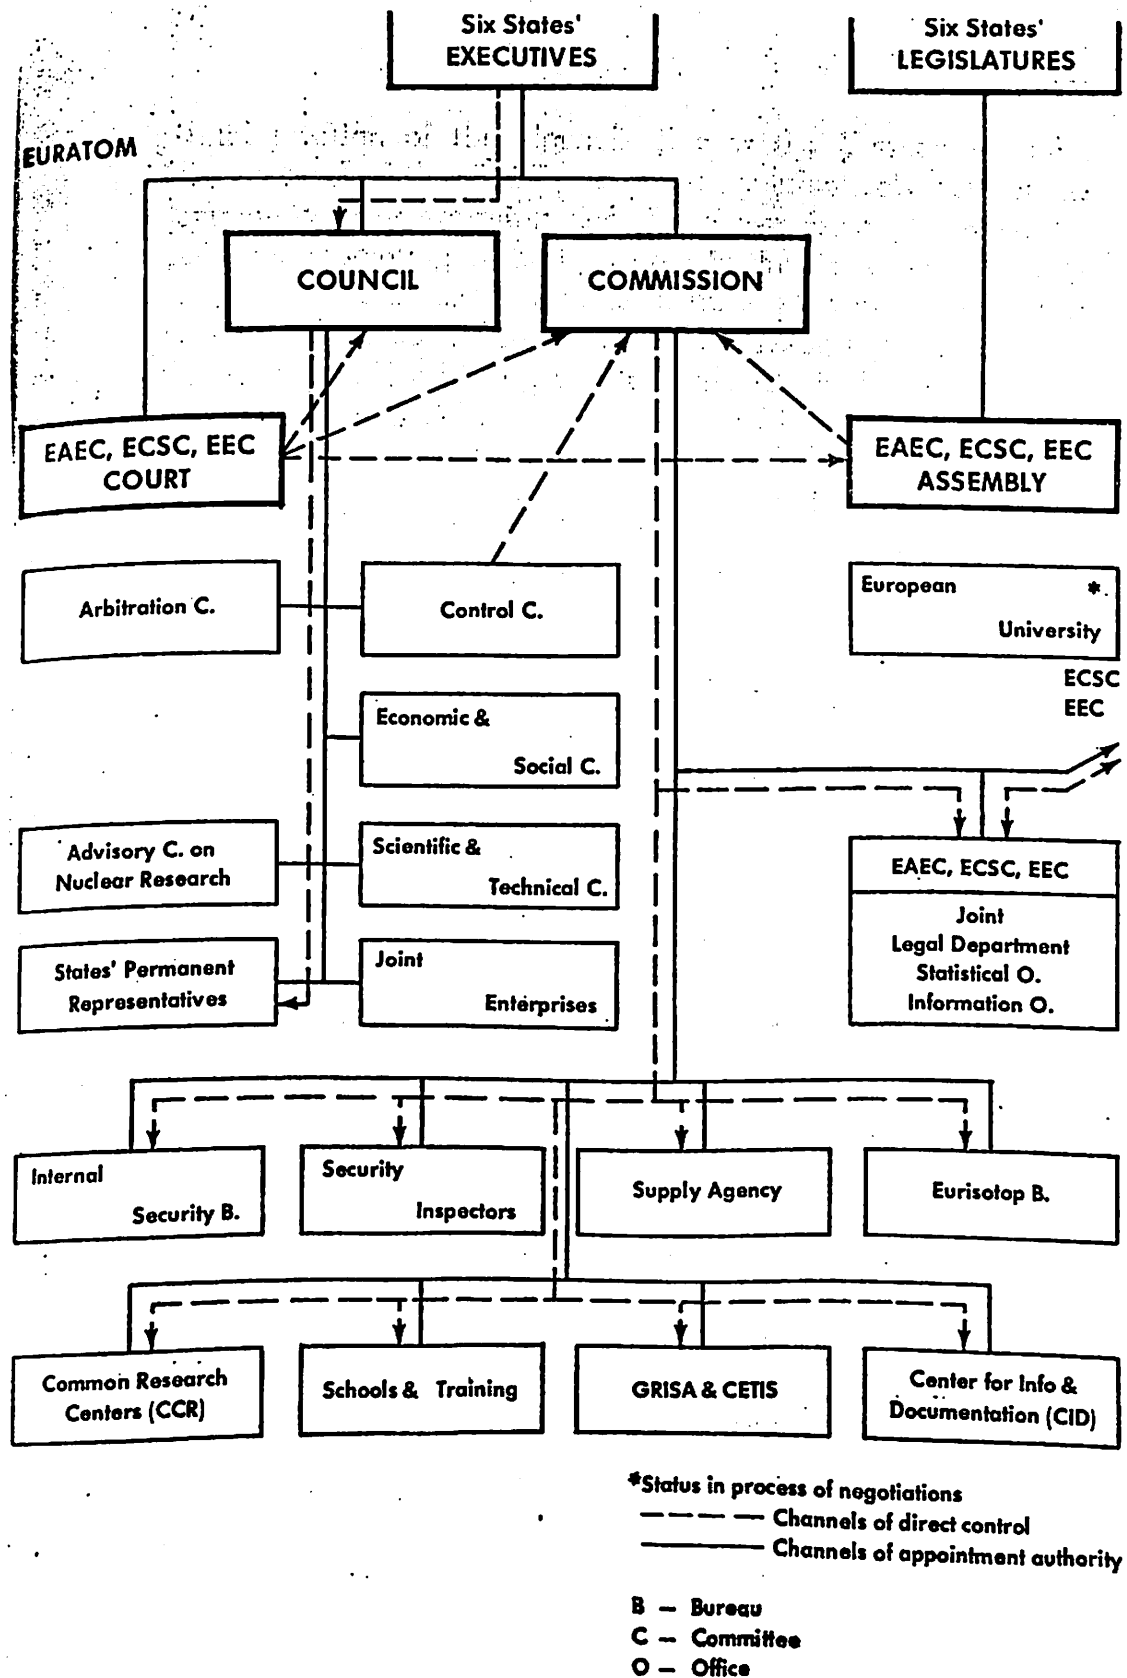 Six States'
EXECUTIVES
Six States'
LEGISLATURES
EURATOM
COUNCIL
COMMISSION
EAEC, ECSC, EEC
COURT
EAEC, ECSC, EEC
ASSEMBLY
Arbitration C.
Control C.
European *
University
ECSC
EEC
Economic &
Social C.
Advisory C. on
Nuclear Research
Scientific &
Technical C.
EAEC, ECSC, EEC
Joint
Legal Department
Statistical O.
Information O.
States' Permanent
Representatives
Joint
Enterprises
Internal
Security B.
Security
Inspectors
Supply Agency
Eurisotop B.
Common Research
Centers (CCR)
Schools & Training
GRISA & CETIS
Center for Info &
Documentation (CID)
*Status in process of negotiations
Channels of direct control
Channels of appointment authority
B – Bureau
C – Committee
O – Office